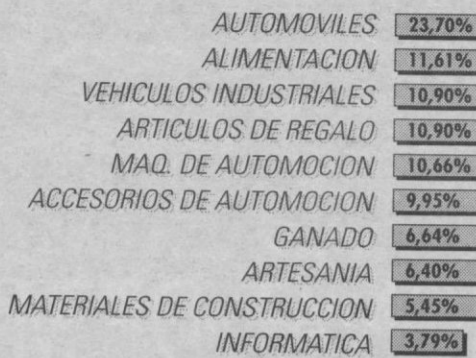 AUTOMOVILES 23,70%
ALIMENTACION 11,61%
VEHICULOS INDUSTRIALES 10,90%
ARTICULOS DE REGALO 10,90%
MAQ. DE AUTOMOCION 10,66%
ACCESORIOS DE AUTOMOCION 9,95%
GANADO 6,64%
ARTESANIA 6,40%
MATERIALES DE CONSTRUCCION 5,45%
INFORMATICA 3,79%